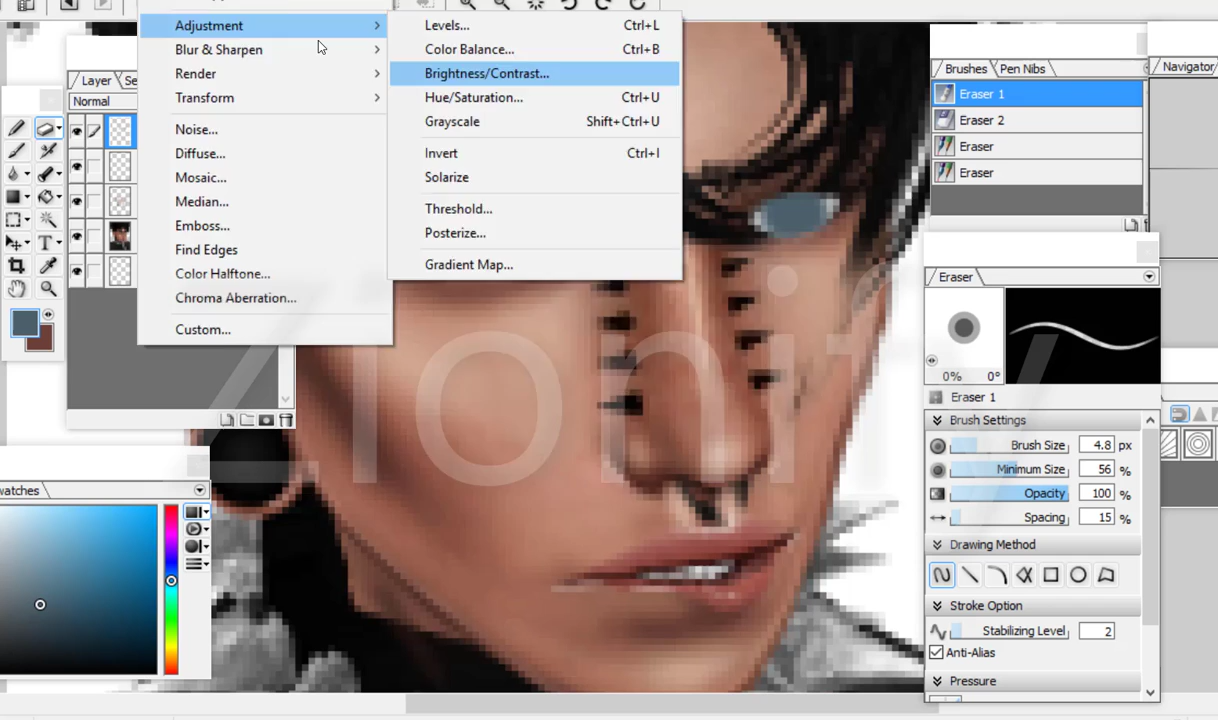 Adjustment
Blur & Sharpen
Render
Transform
Noise...
Diffuse...
Mosaic...
Median...
Emboss...
Find Edges
Color Halftone...
Chroma Aberration...
Custom...
Levels... Ctrl+L
Color Balance... Ctrl+B
Brightness/Contrast...
Hue/Saturation... Ctrl+U
Grayscale Shift+Ctrl+U
Invert Ctrl+I
Solarize
Threshold...
Posterize...
Gradient Map...
Layer Se
Normal
watches
Brushes Pen Nibs
Eraser 1
Eraser 2
Eraser
Eraser
Navigator
Eraser
0% 0°
Eraser 1
Brush Settings
Brush Size 4.8 px
Minimum Size 56 %
Opacity 100 %
Spacing 15 %
Drawing Method
Stroke Option
Stabilizing Level 2
Anti-Alias
Pressure